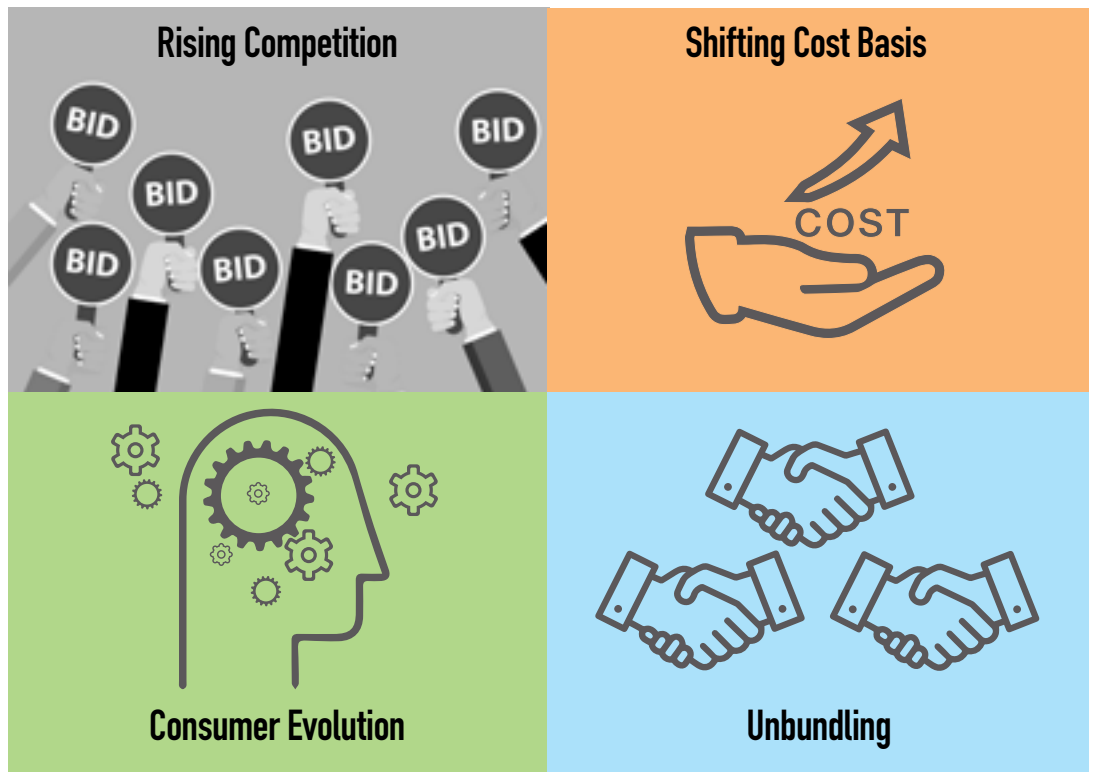 Rising Competition
Shifting Cost Basis
BID
BID
BID
BID
BID
BID
BID
BID
COST
Consumer Evolution
Unbundling